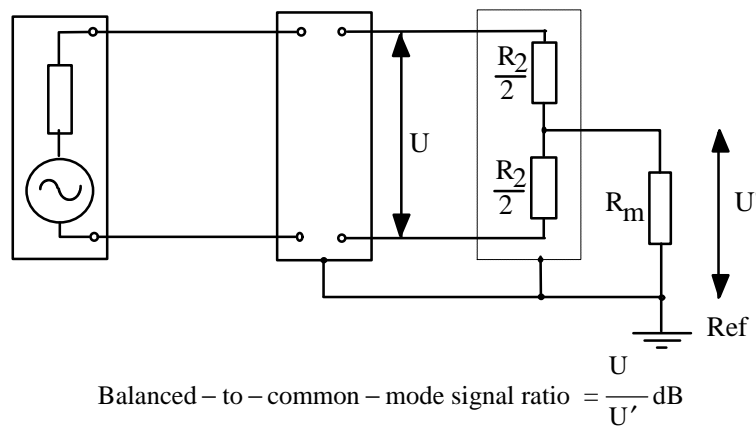 R2
2
U
R2
2
Rm
U
Ref
Balanced – to – common – mode signal ratio = U/U′ dB